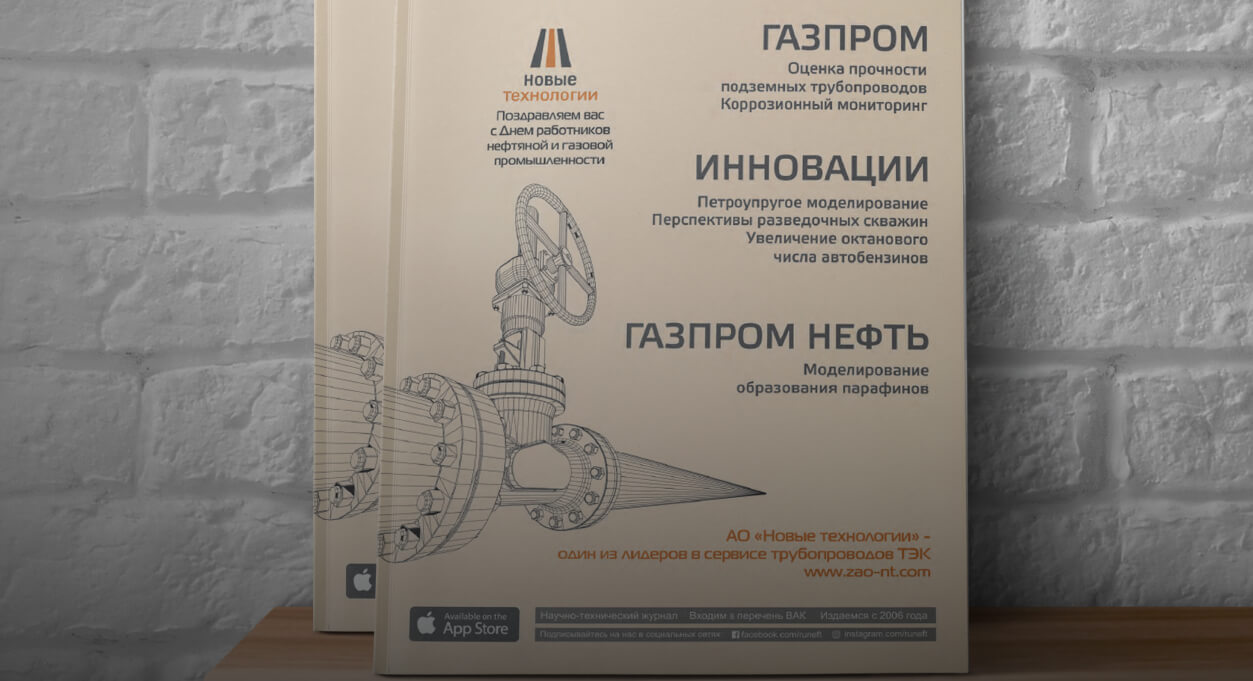 новые
технологии
Поздравляем вас
с Днем работников
нефтяной и газовой
промышленности
ГАЗПРОМ
Оценка прочности
подземных трубопроводов
Коррозионный мониторинг
ИННОВАЦИИ
Петроупругое моделирование
Перспективы разведочных скважин
Увеличение октанового
числа автобензинов
ГАЗПРОМ НЕФТЬ
Моделирование
образования парафинов
АО «Новые технологии» -
один из лидеров в сервисе трубопроводов ТЭК
www.zao-nt.com
Available on the
App Store
Научно-технический журнал Входим в перечень ВАК Издаемся с 2006 года
Подписывайтесь на нас в социальных сетях facebook.com/runeft instagram.com/runeft